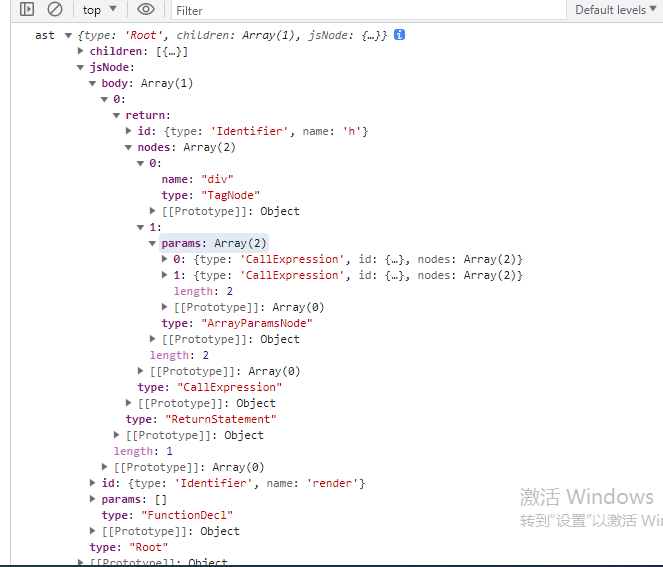 top ▼ Filter Default levels ▼
ast ▼ {type: 'Root', children: Array(1), jsNode: {…}} i
▶ children: [{…}]
▼ jsNode:
▼ body: Array(1)
▼ 0:
▼ return:
▶ id: {type: 'Identifier', name: 'h'}
▼ nodes: Array(2)
▼ 0:
name: "div"
type: "TagNode"
▶ [[Prototype]]: Object
▼ 1:
▼ params: Array(2)
▶ 0: {type: 'CallExpression', id: {…}, nodes: Array(2)}
▶ 1: {type: 'CallExpression', id: {…}, nodes: Array(2)}
length: 2
▶ [[Prototype]]: Array(0)
type: "ArrayParamsNode"
▶ [[Prototype]]: Object
length: 2
▶ [[Prototype]]: Array(0)
type: "CallExpression"
▶ [[Prototype]]: Object
type: "ReturnStatement"
▶ [[Prototype]]: Object
length: 1
▶ [[Prototype]]: Array(0)
▶ id: {type: 'Identifier', name: 'render'}
▶ params: []
type: "FunctionDecl"
▶ [[Prototype]]: Object
type: "Root"
▶ [[Prototype]]: Object
激活 Windows
转到"设置"以激活 Wi